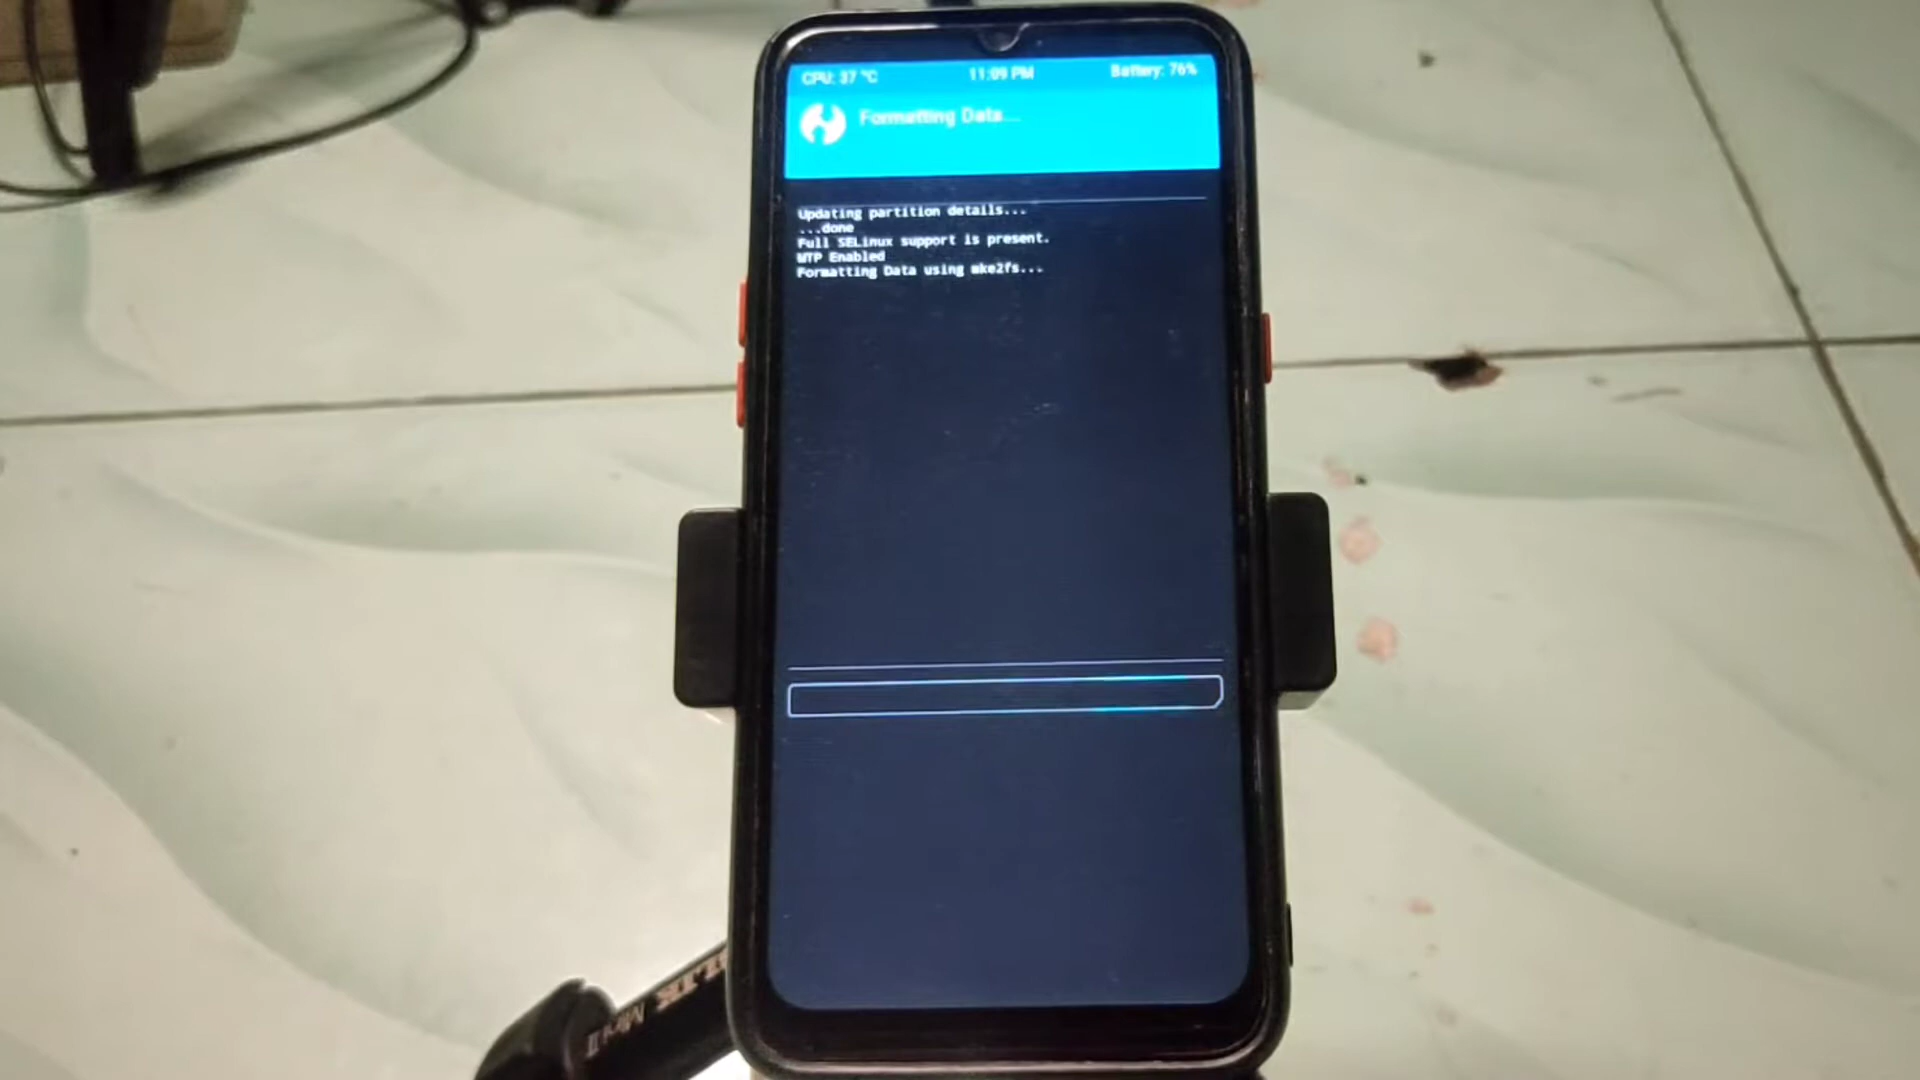 CPU: 37 °C 11:09 PM Battery: 76%
Formatting Data...
Updating partition details...
...done
Full SELinux support is present.
MTP Enabled
Formatting Data using mke2fs...